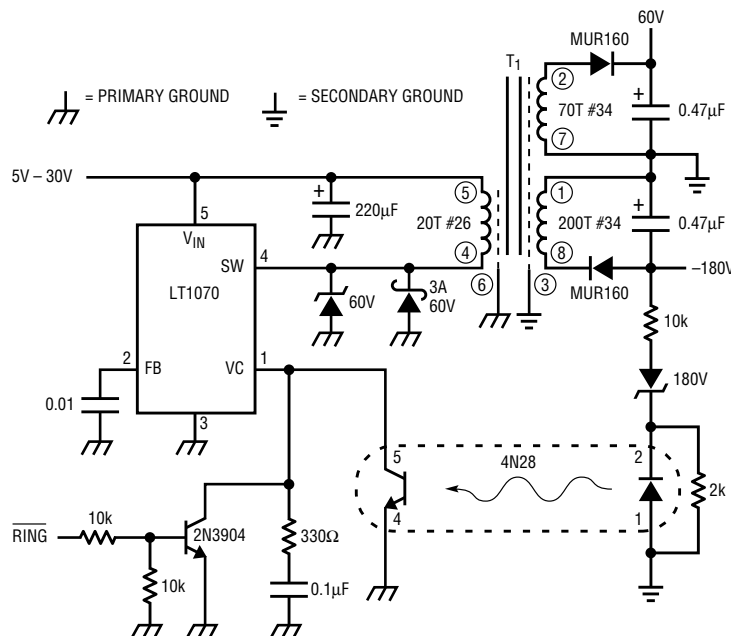 60V
T1
MUR160
= PRIMARY GROUND
= SECONDARY GROUND
2
70T #34
+
0.47µF
7
5V – 30V
5
VIN
+
220µF
5
20T #26
4
1
200T #34
+
0.47µF
8
SW
4
6
3
MUR160
–180V
LT1070
60V
3A
60V
10k
2
FB
VC
1
180V
0.01
3
5
4N28
2
2k
4
1
RING
10k
2N3904
330Ω
10k
0.1µF